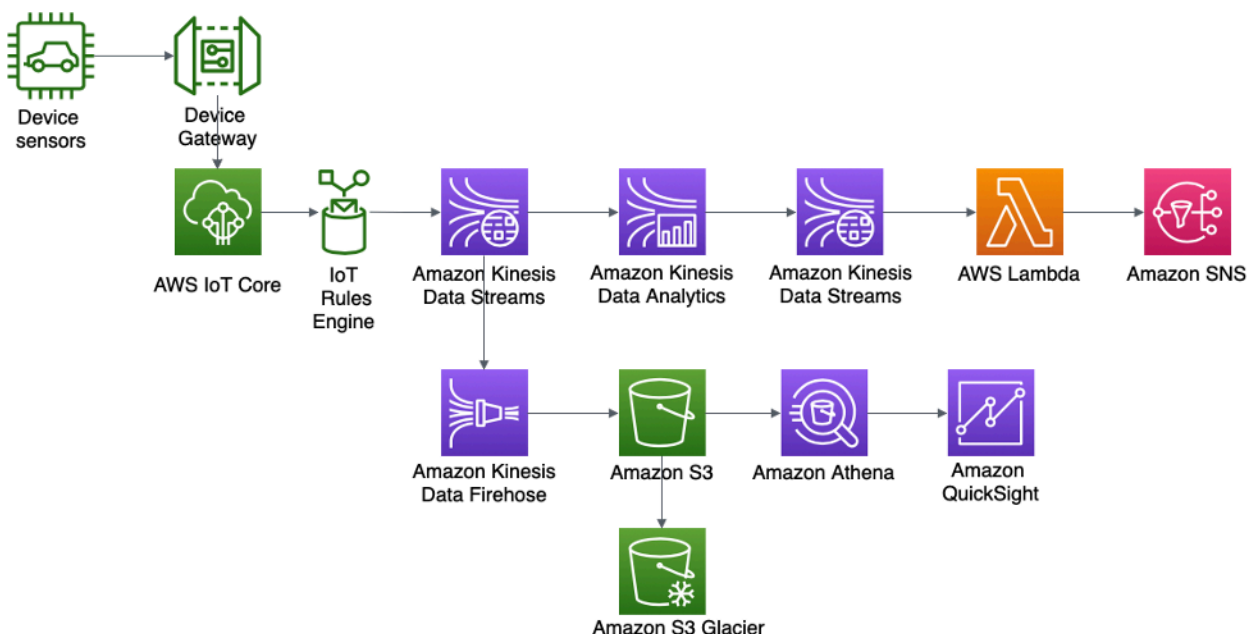 Device
sensors
Device
Gateway
AWS IoT Core
IoT
Rules
Engine
Amazon Kinesis
Data Streams
Amazon Kinesis
Data Analytics
Amazon Kinesis
Data Streams
AWS Lambda
Amazon SNS
Amazon Kinesis
Data Firehose
Amazon S3
Amazon Athena
Amazon
QuickSight
Amazon S3 Glacier